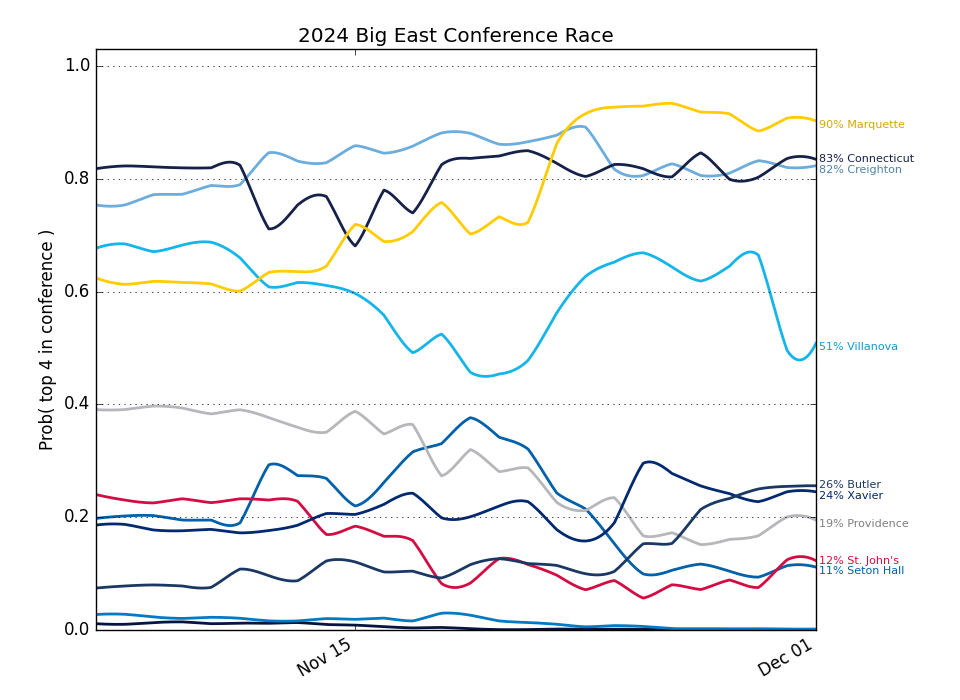 2024 Big East Conference Race
Prob( top 4 in conference )
1.0
0.8
0.6
0.4
0.2
0.0
Nov 15
Dec 01
90% Marquette
83% Connecticut
82% Creighton
51% Villanova
26% Butler
24% Xavier
19% Providence
12% St. John's
11% Seton Hall